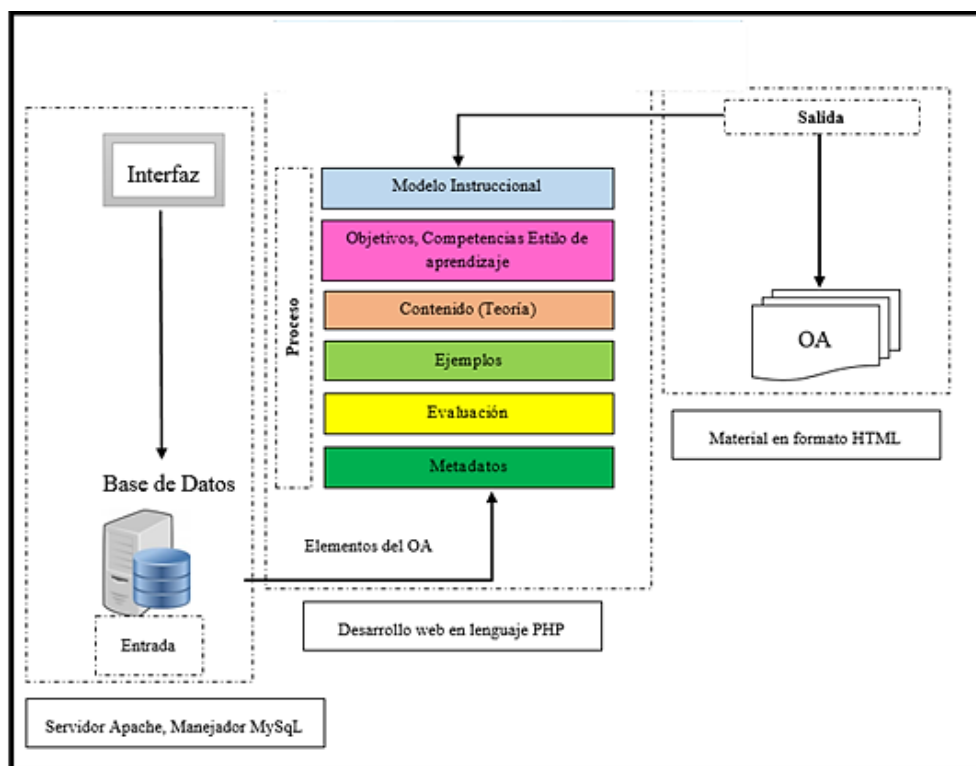 Interfaz
Base de Datos
Entrada
Servidor Apache, Manejador MySqL
Proceso
Modelo Instruccional
Objetivos, Competencias Estilo de
aprendizaje
Contenido (Teoría)
Ejemplos
Evaluación
Metadatos
Elementos del OA
Desarrollo web en lenguaje PHP
Salida
OA
Material en formato HTML